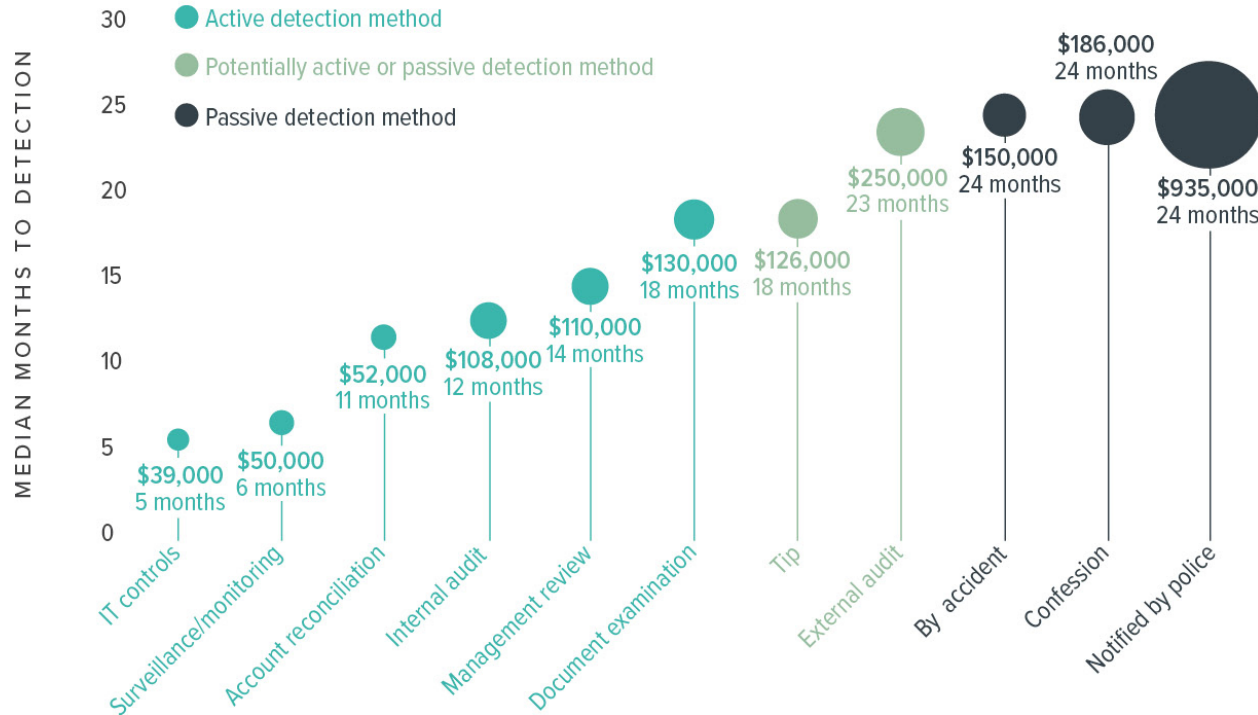 MEDIAN MONTHS TO DETECTION
30
25
20
15
10
5
0
Active detection method
Potentially active or passive detection method
Passive detection method
$39,000
5 months
$50,000
6 months
$52,000
11 months
$108,000
12 months
$110,000
14 months
$130,000
18 months
$126,000
18 months
$250,000
23 months
$150,000
24 months
$186,000
24 months
$935,000
24 months
IT controls
Surveillance/monitoring
Account reconciliation
Internal audit
Management review
Document examination
Tip
External audit
By accident
Confession
Notified by police